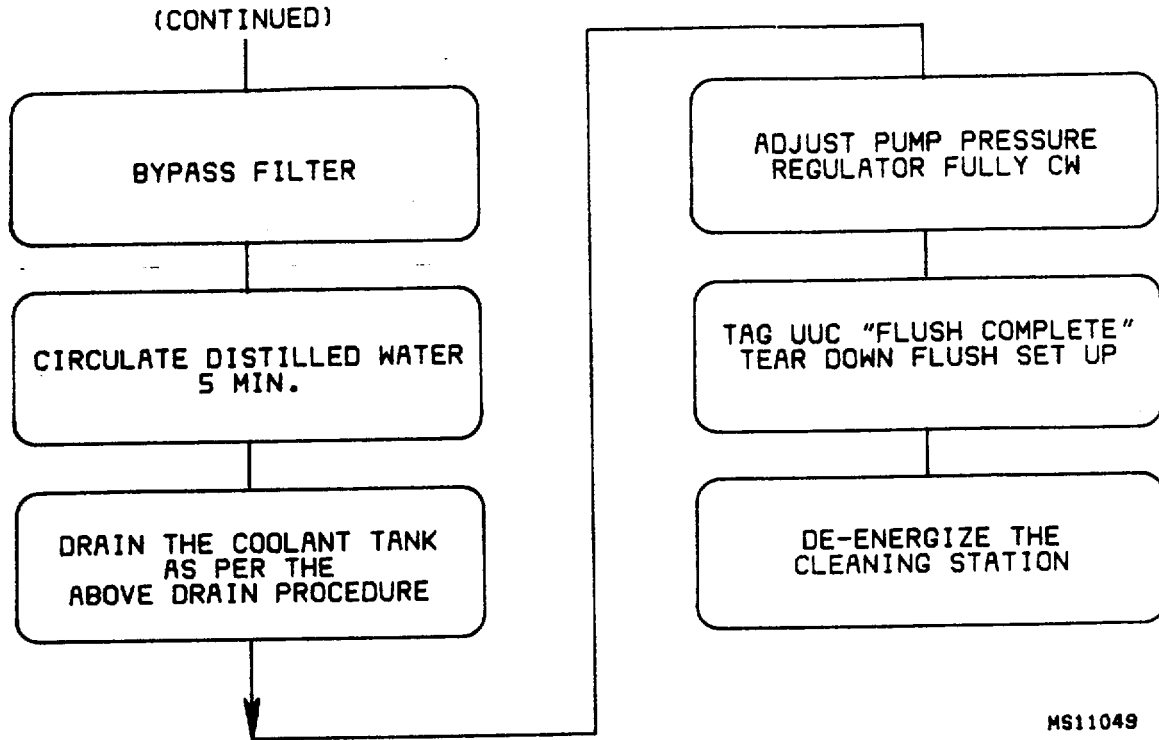 (CONTINUED)
BYPASS FILTER
CIRCULATE DISTILLED WATER
5 MIN.
DRAIN THE COOLANT TANK
AS PER THE
ABOVE DRAIN PROCEDURE
ADJUST PUMP PRESSURE
REGULATOR FULLY CW
TAG UUC "FLUSH COMPLETE"
TEAR DOWN FLUSH SET UP
DE-ENERGIZE THE
CLEANING STATION
MS11049